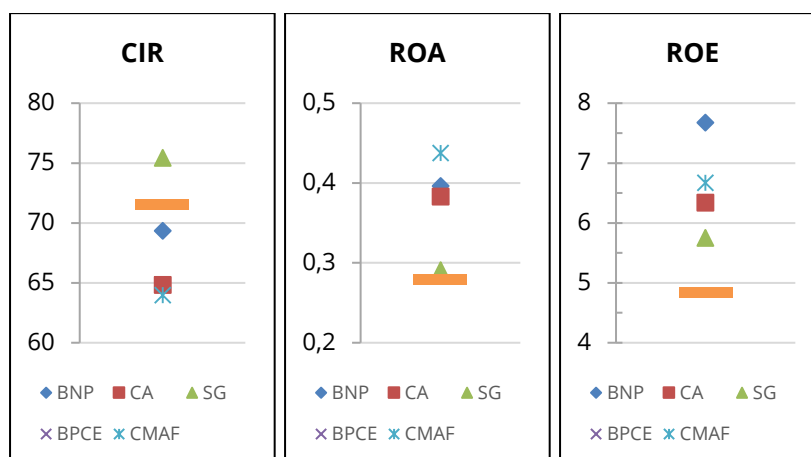 CIR
80
75
70
65
60
BNP CA SG
BPCE CMAF
ROA
0,5
0,4
0,3
0,2
BNP CA SG
BPCE CMAF
ROE
8
7
6
5
4
BNP CA SG
BPCE CMAF